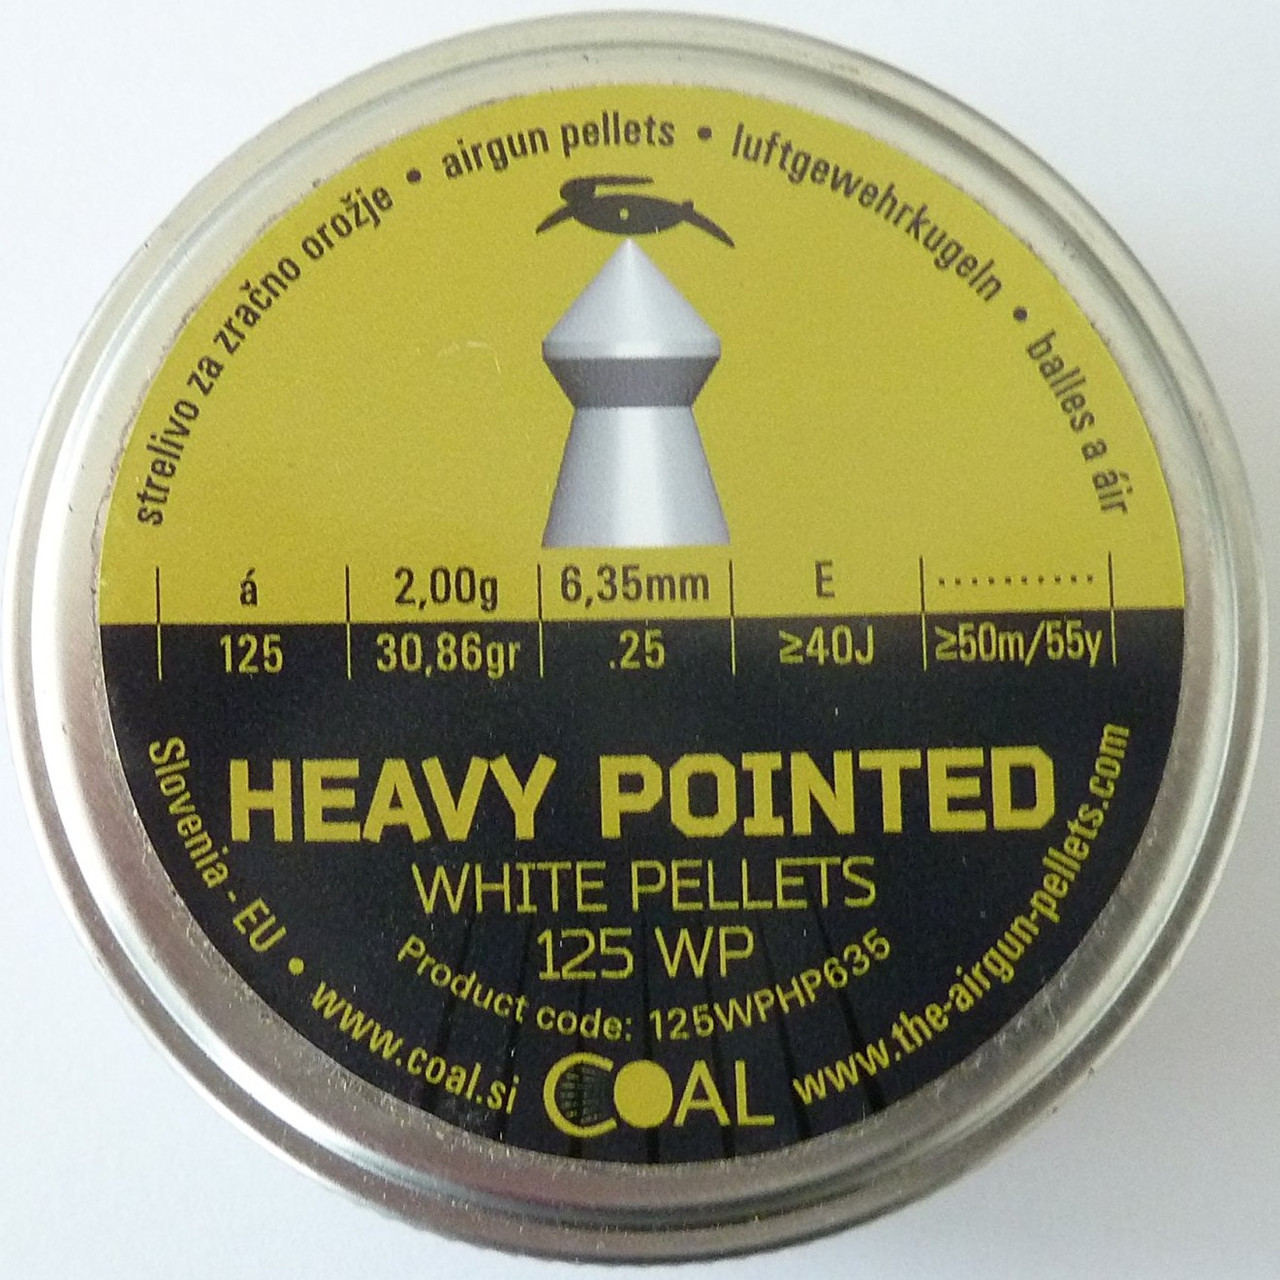 strelivo za zračno orožje • airgun pellets • luftgewehrkugeln • balles a áir
á 2,00g 6,35mm E ..........
125 30,86gr .25 ≥40J ≥50m/55y
HEAVY POINTED
WHITE PELLETS
125 WP
Product code: 125WPHP635
Slovenia - EU • www.coal.si
COAL
www.the-airgun-pellets.com